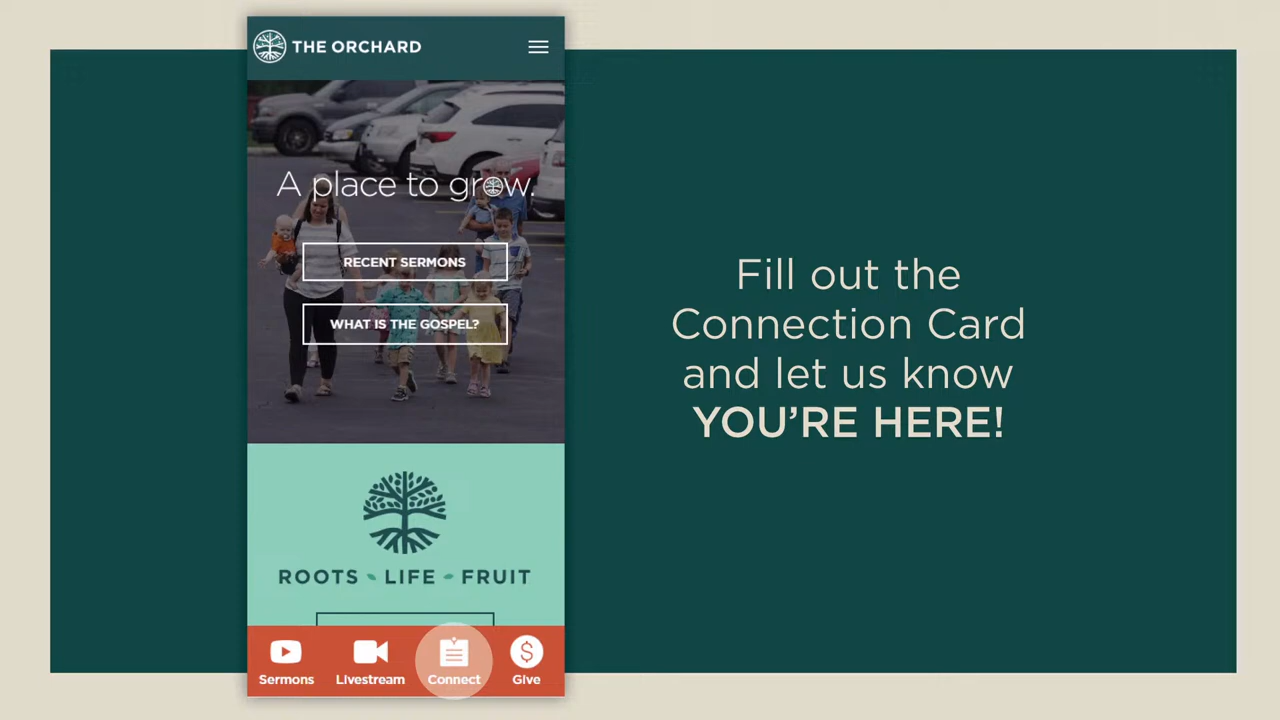 THE ORCHARD
A place to grow.
RECENT SERMONS
WHAT IS THE GOSPEL?
ROOTS LIFE FRUIT
Sermons Livestream Connect Give
Fill out the
Connection Card
and let us know
YOU'RE HERE!